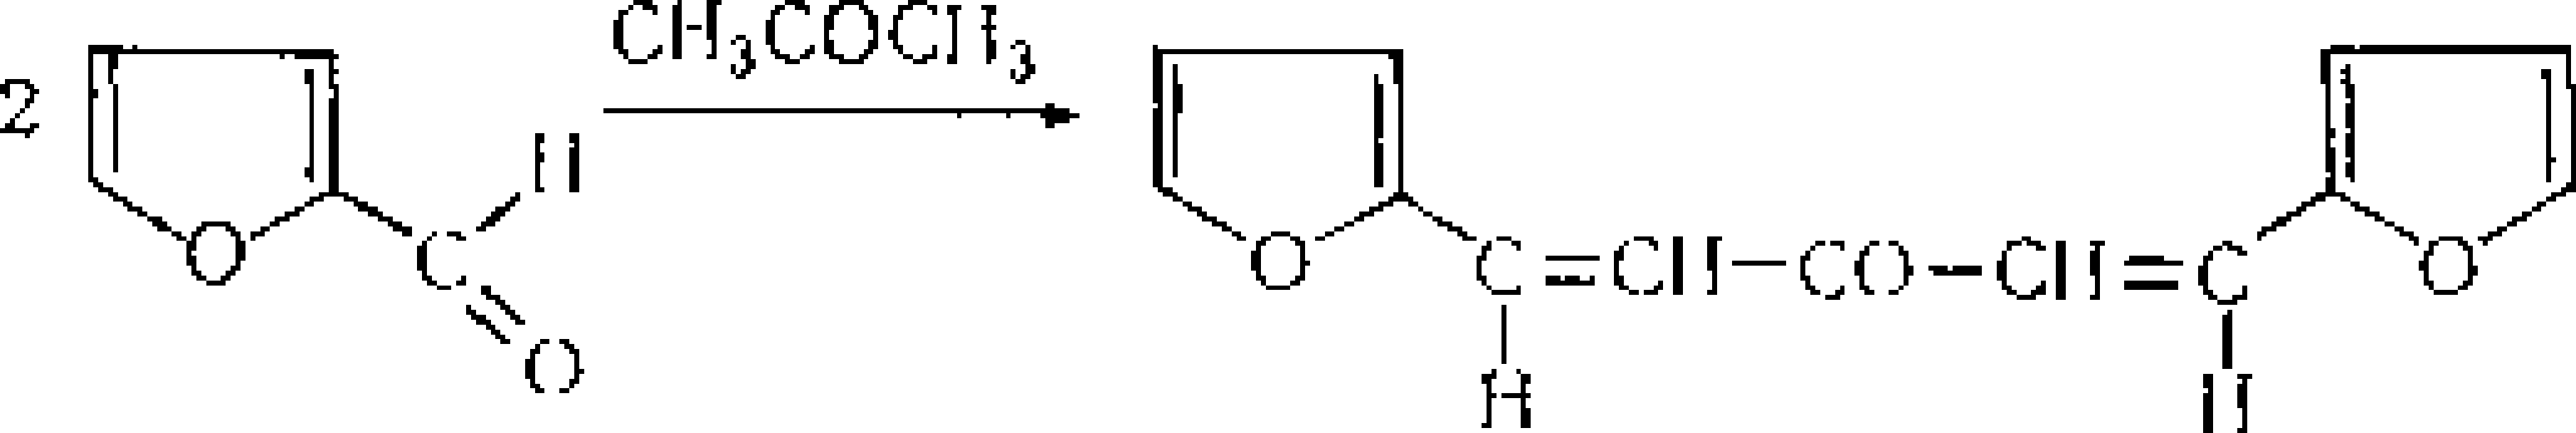 CH₃COCH₃
2 O C H O O C H =CH—CO—CH= C H O